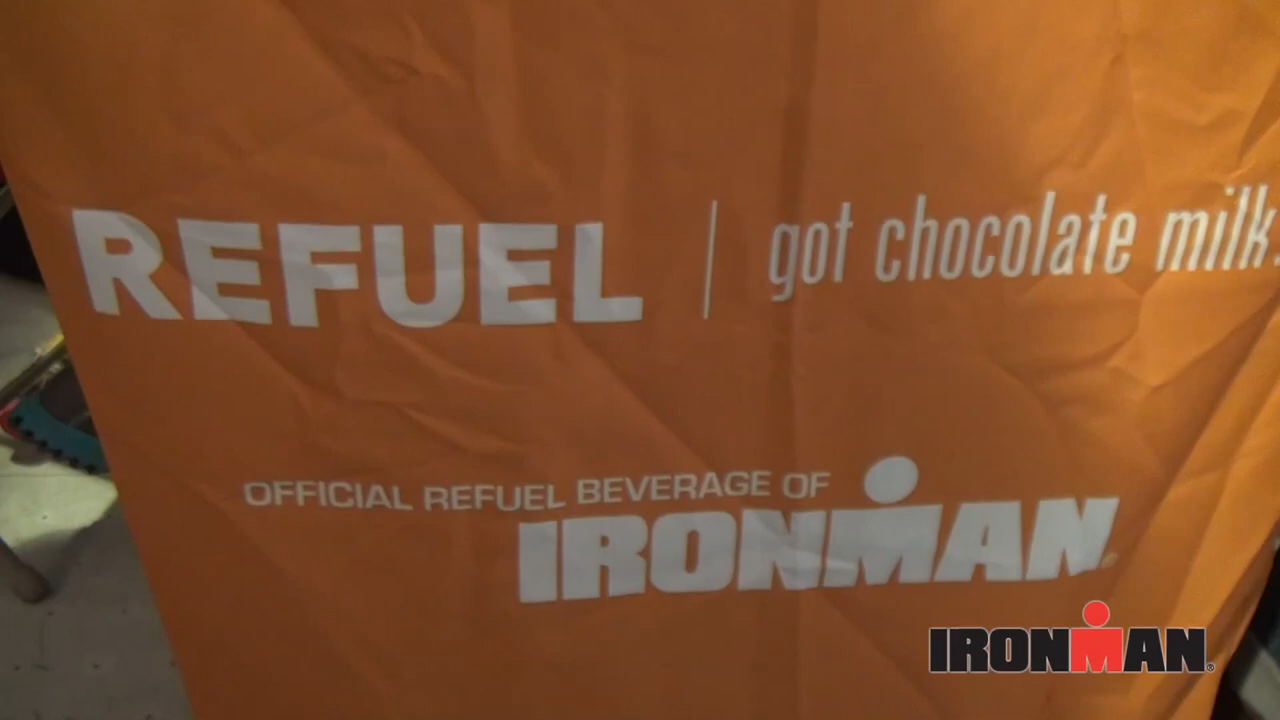 REFUEL | got chocolate milk?
OFFICIAL REFUEL BEVERAGE OF
IRONMAN®
IRONMAN®